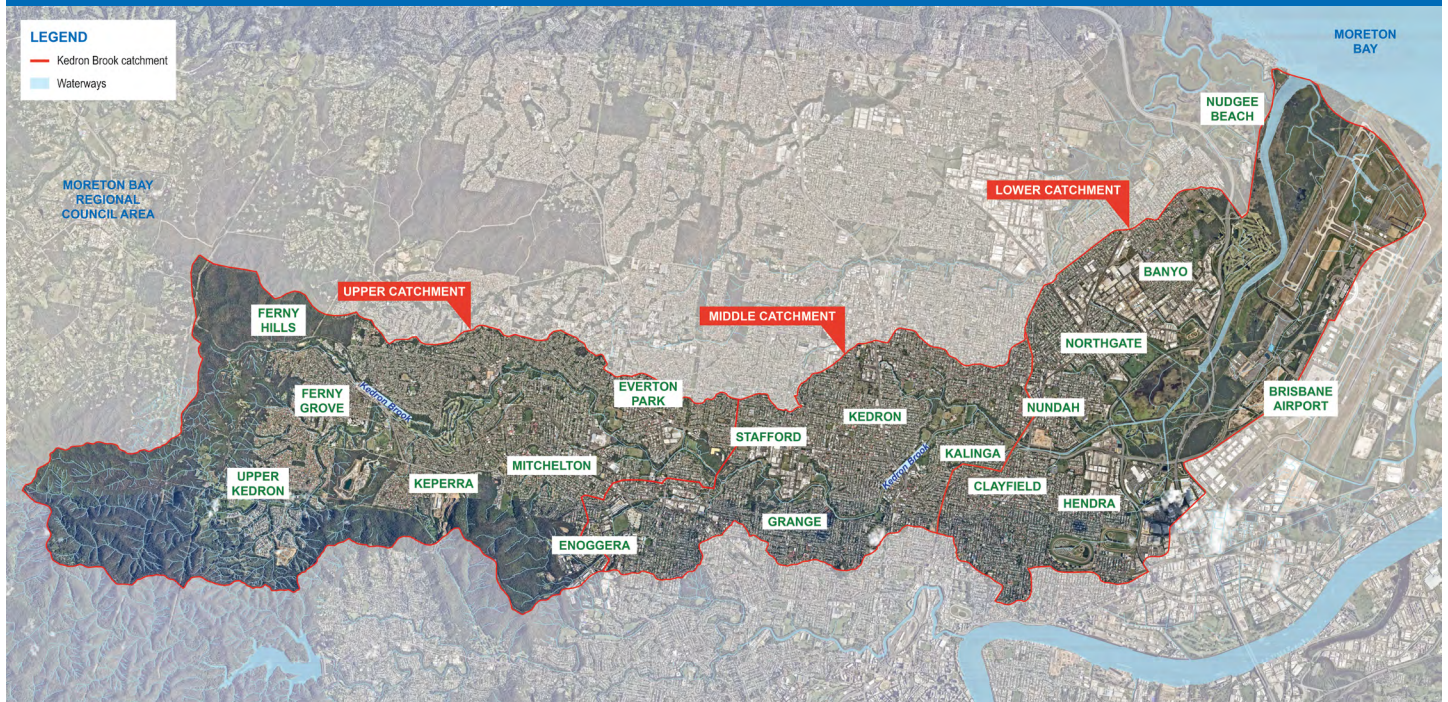 LEGEND
Kedron Brook catchment
Waterways
MORETON
BAY
NUDGEE
BEACH
MORETON BAY
REGIONAL
COUNCIL AREA
LOWER CATCHMENT
BANYO
UPPER CATCHMENT
FERNY
HILLS
MIDDLE CATCHMENT
NORTHGATE
FERNY
GROVE
Kedron Brook
EVERTON
PARK
BRISBANE
AIRPORT
KEDRON
NUNDAH
STAFFORD
KALINGA
Kedron Brook
MITCHELTON
UPPER
KEDRON
KEPERRA
CLAYFIELD
HENDRA
GRANGE
ENOGGERA